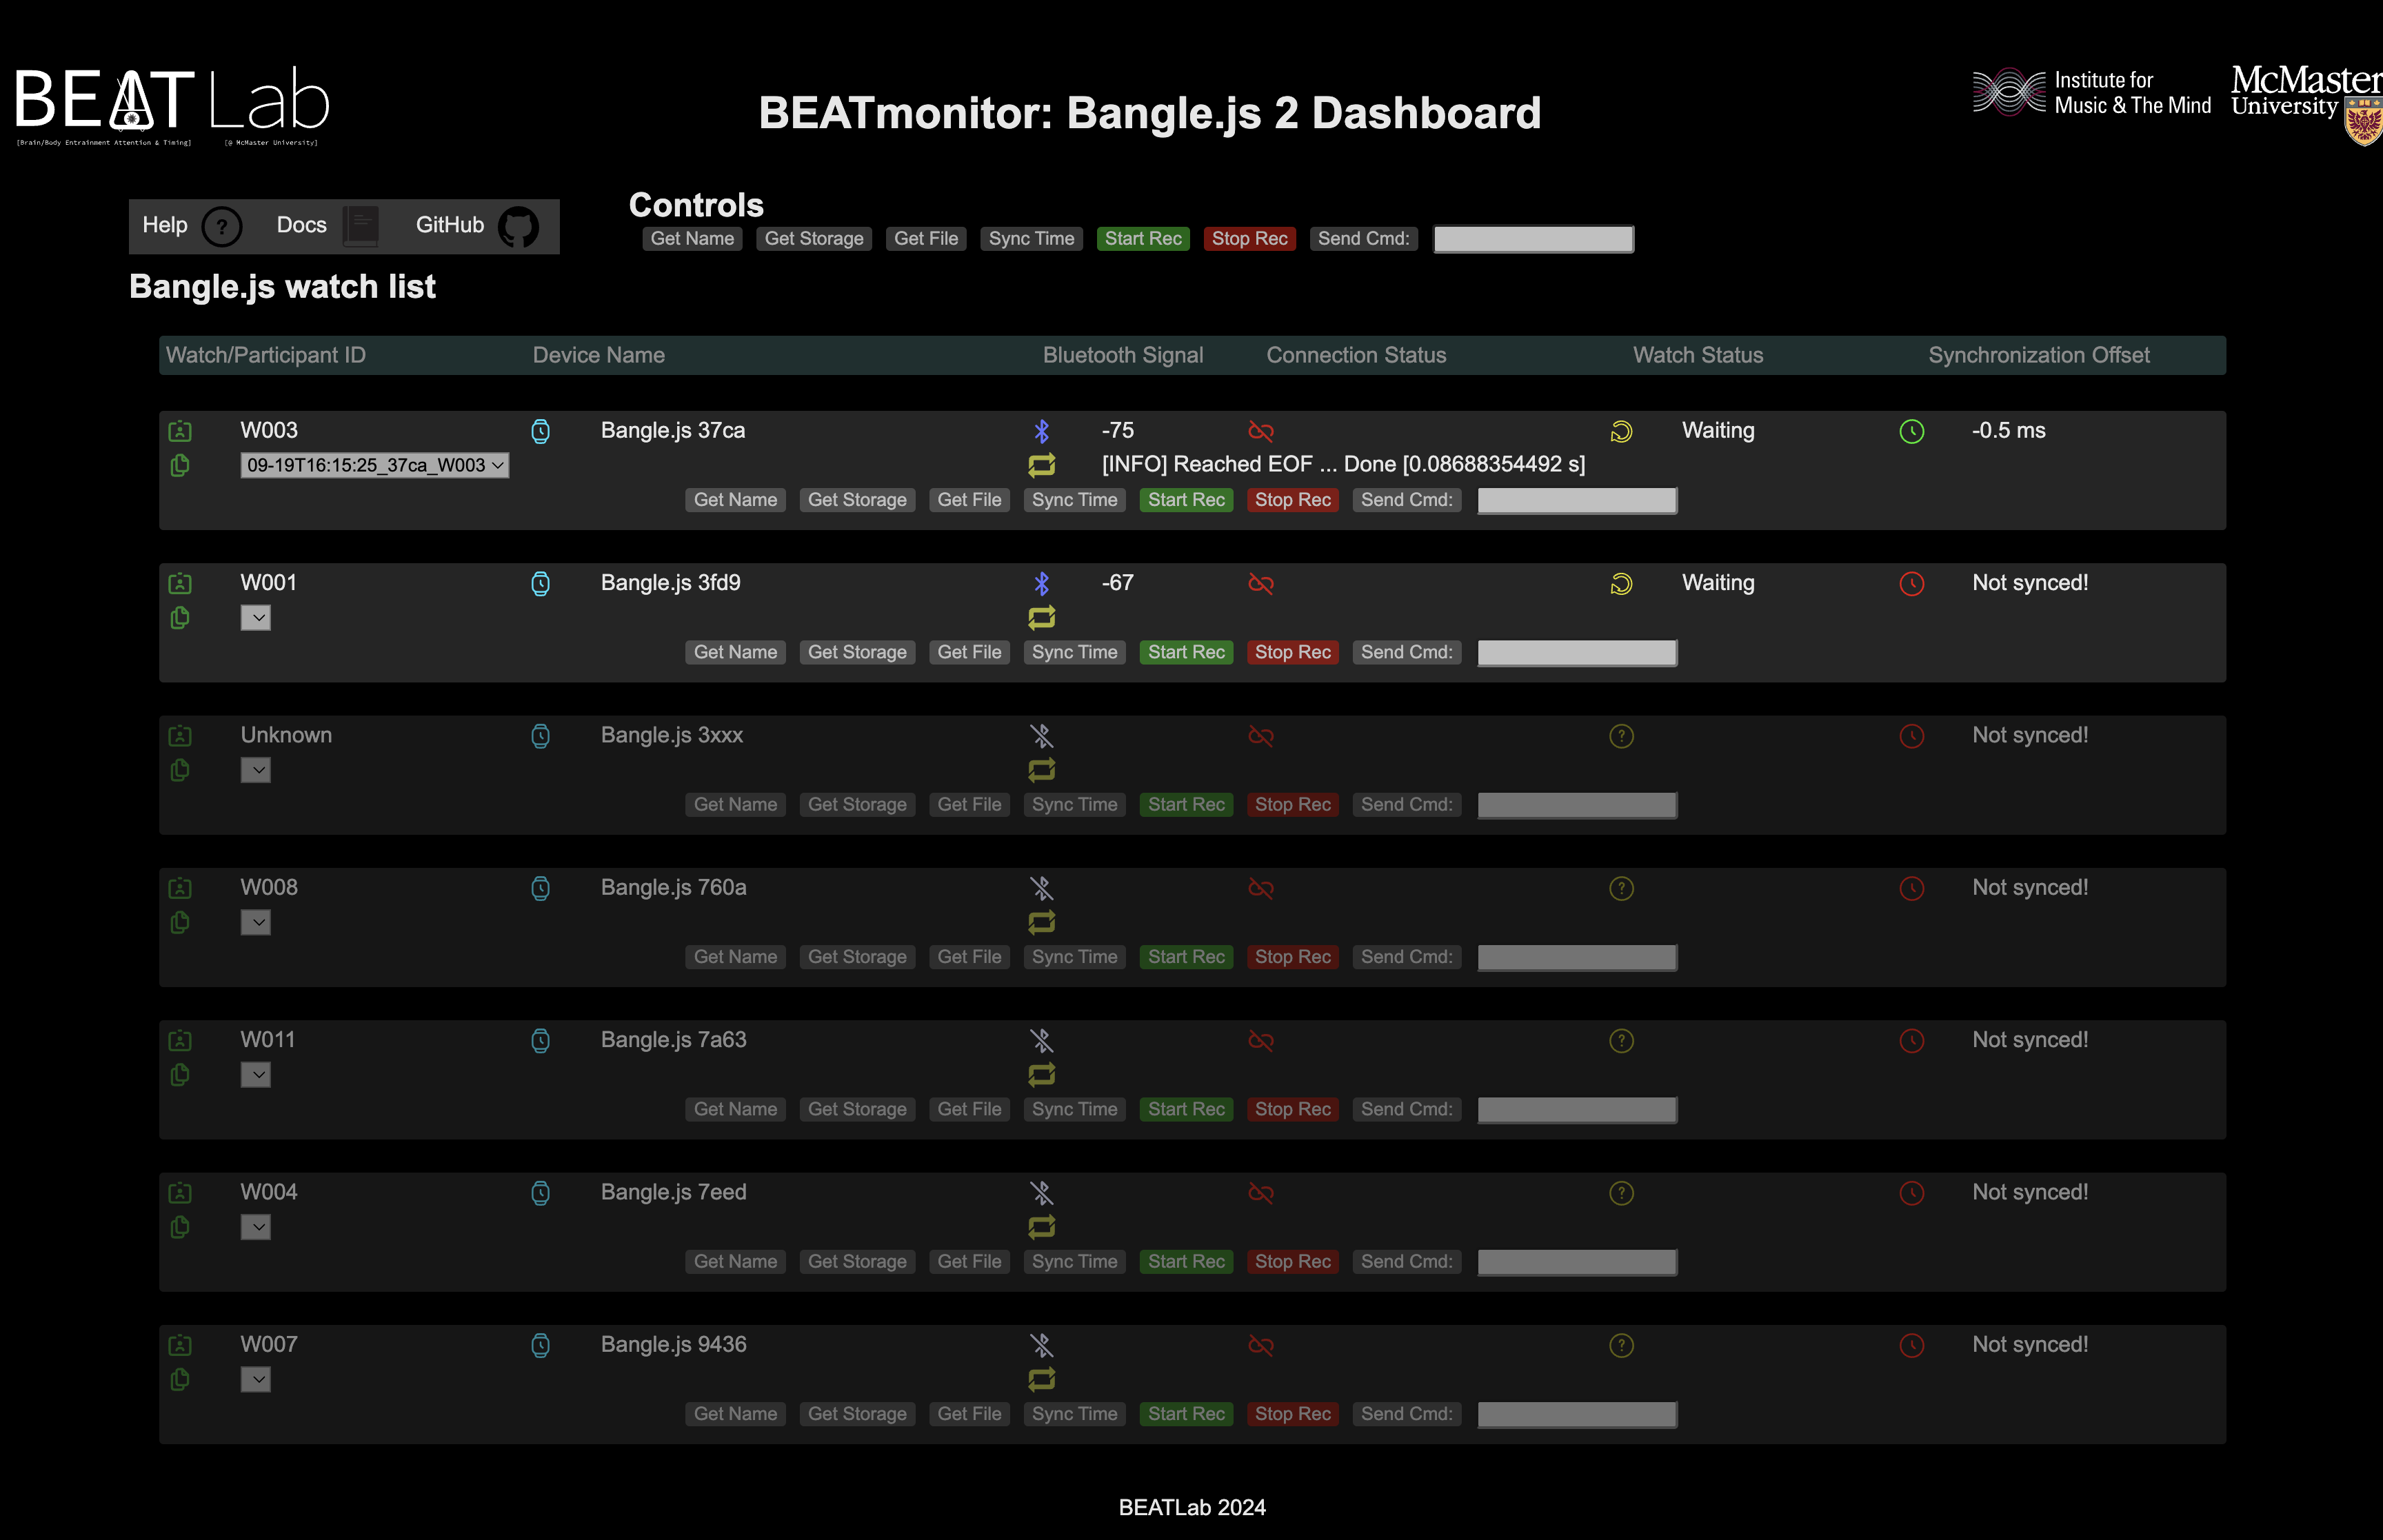 BEAT Lab
[Brain/Body Entrainment Attention & Timing] [@ McMaster University]
BEATmonitor: Bangle.js 2 Dashboard
Institute for
Music & The Mind
McMaster
University
Help ? Docs GitHub
Controls
Get Name Get Storage Get File Sync Time Start Rec Stop Rec Send Cmd:
Bangle.js watch list
Watch/Participant ID Device Name Bluetooth Signal Connection Status Watch Status Synchronization Offset
W003 Bangle.js 37ca -75 Waiting -0.5 ms
09-19T16:15:25_37ca_W003 [INFO] Reached EOF ... Done [0.08688354492 s]
Get Name Get Storage Get File Sync Time Start Rec Stop Rec Send Cmd:
W001 Bangle.js 3fd9 -67 Waiting Not synced!
Get Name Get Storage Get File Sync Time Start Rec Stop Rec Send Cmd:
Unknown Bangle.js 3xxx ? Not synced!
Get Name Get Storage Get File Sync Time Start Rec Stop Rec Send Cmd:
W008 Bangle.js 760a ? Not synced!
Get Name Get Storage Get File Sync Time Start Rec Stop Rec Send Cmd:
W011 Bangle.js 7a63 ? Not synced!
Get Name Get Storage Get File Sync Time Start Rec Stop Rec Send Cmd:
W004 Bangle.js 7eed ? Not synced!
Get Name Get Storage Get File Sync Time Start Rec Stop Rec Send Cmd:
W007 Bangle.js 9436 ? Not synced!
Get Name Get Storage Get File Sync Time Start Rec Stop Rec Send Cmd:
BEATLab 2024